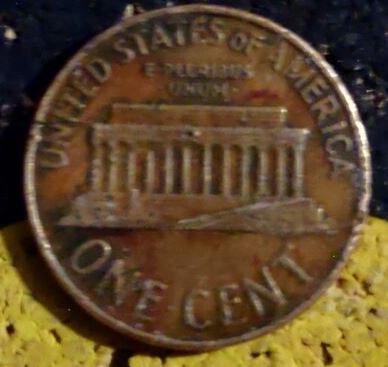 UNITED STATES OF AMERICA
E PLURIBUS
UNUM
ONE CENT